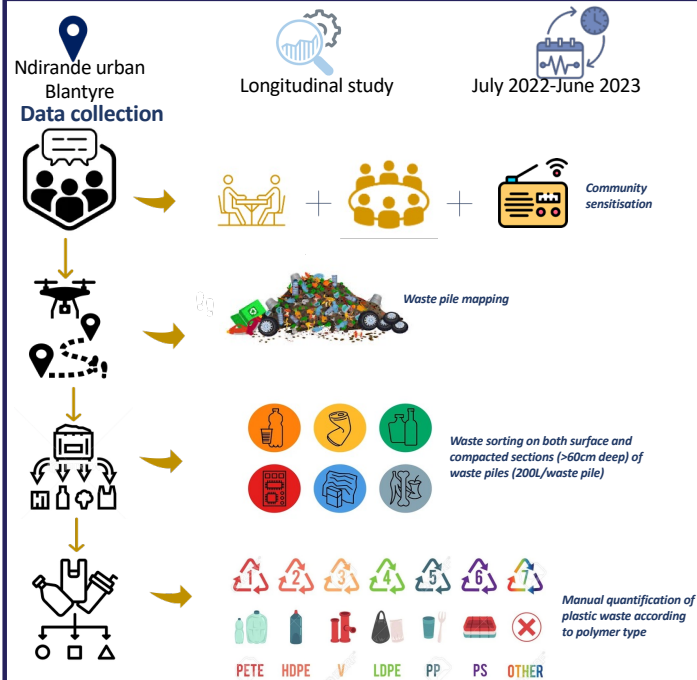 Ndirande urban
Blantyre
Longitudinal study
July 2022-June 2023
Data collection
Community
sensitisation
Waste pile mapping
Waste sorting on both surface and
compacted sections (>60cm deep) of
waste piles (200L/waste pile)
1 2 3 4 5 6 7
Manual quantification of
plastic waste according
to polymer type
PETE HDPE V LDPE PP PS OTHER